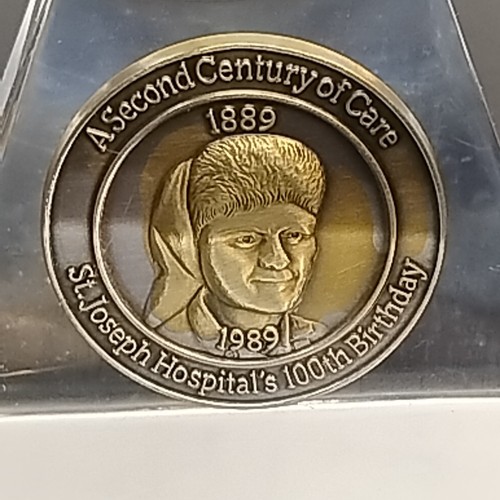 A Second Century of Care
1889
1989
St. Joseph Hospital's 100th Birthday